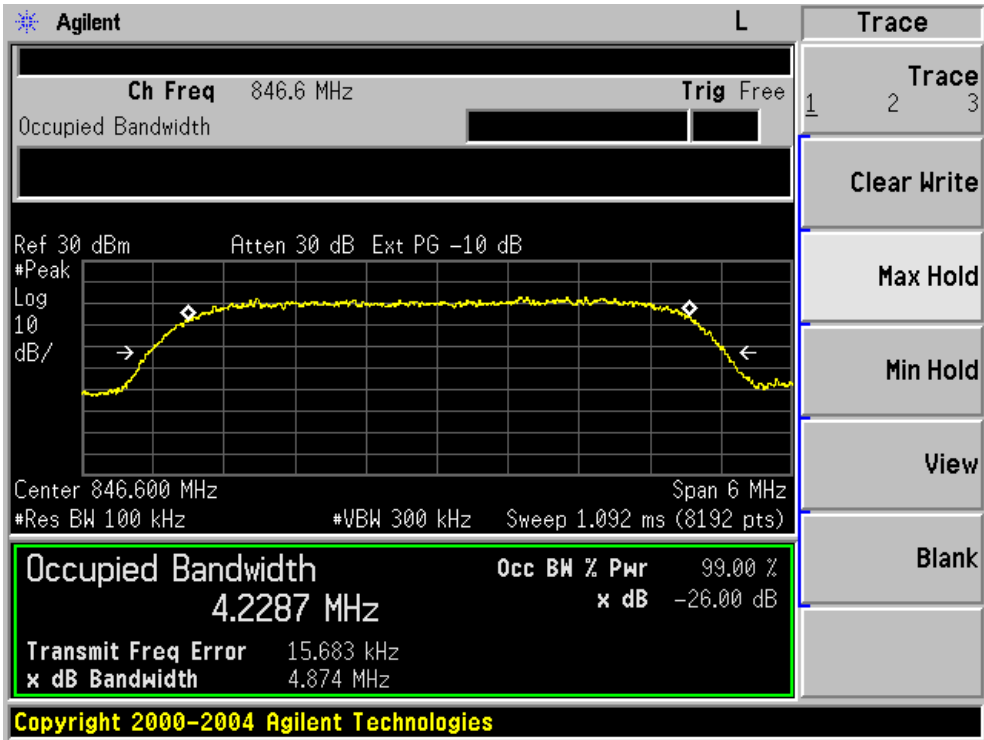 Agilent L
Trace
Ch Freq 846.6 MHz Trig Free
Occupied Bandwidth
Trace
1 2 3
Clear Write
Max Hold
Min Hold
View
Blank
Ref 30 dBm Atten 30 dB Ext PG -10 dB
#Peak
Log
10
dB/
Center 846.600 MHz Span 6 MHz
#Res BW 100 kHz #VBW 300 kHz Sweep 1.092 ms (8192 pts)
Occupied Bandwidth Occ BW % Pwr 99.00 %
4.2287 MHz x dB -26.00 dB
Transmit Freq Error 15.683 kHz
x dB Bandwidth 4.874 MHz
Copyright 2000-2004 Agilent Technologies